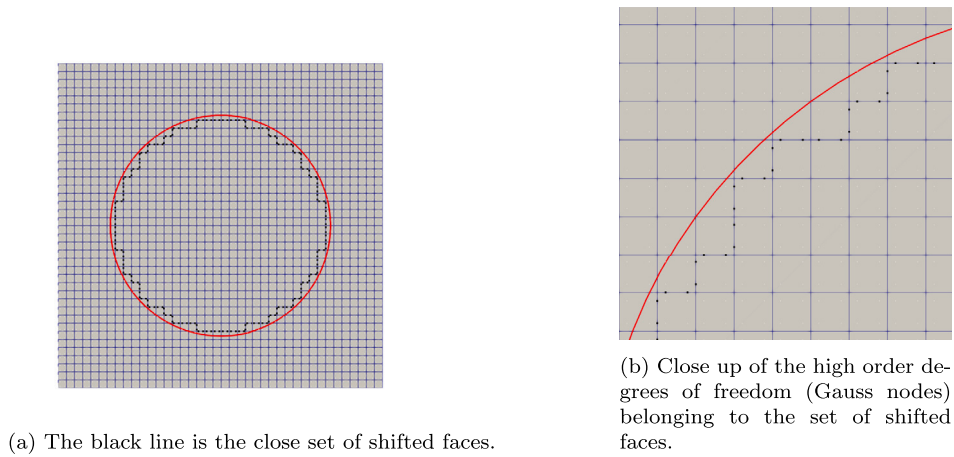 (a) The black line is the close set of shifted faces.
(b) Close up of the high order de-
grees of freedom (Gauss nodes)
belonging to the set of shifted
faces.